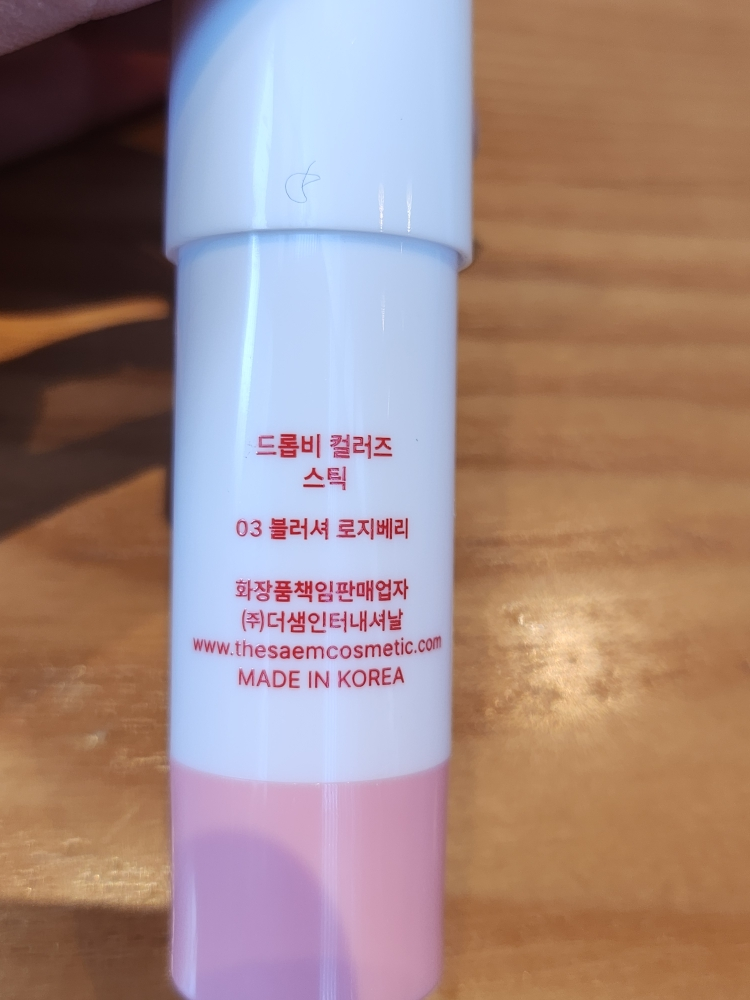 드롭비 컬러즈
스틱
03 블러셔 로지베리
화장품책임판매업자
㈜더샘인터내셔날
www.thesaemcosmetic.com
MADE IN KOREA